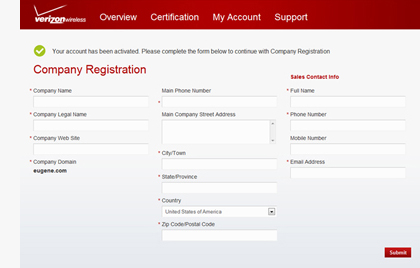 verizonwireless Overview Certification My Account Support
Your account has been activated. Please complete the form below to continue with Company Registration
Company Registration
* Company Name
* Company Legal Name
* Company Web Site
* Company Domain
eugene.com
Main Phone Number
*
Main Company Street Address
* City/Town
* State/Province
* Country
United States of America
* Zip Code/Postal Code
Sales Contact Info
* Full Name
* Phone Number
Mobile Number
* Email Address
Submit